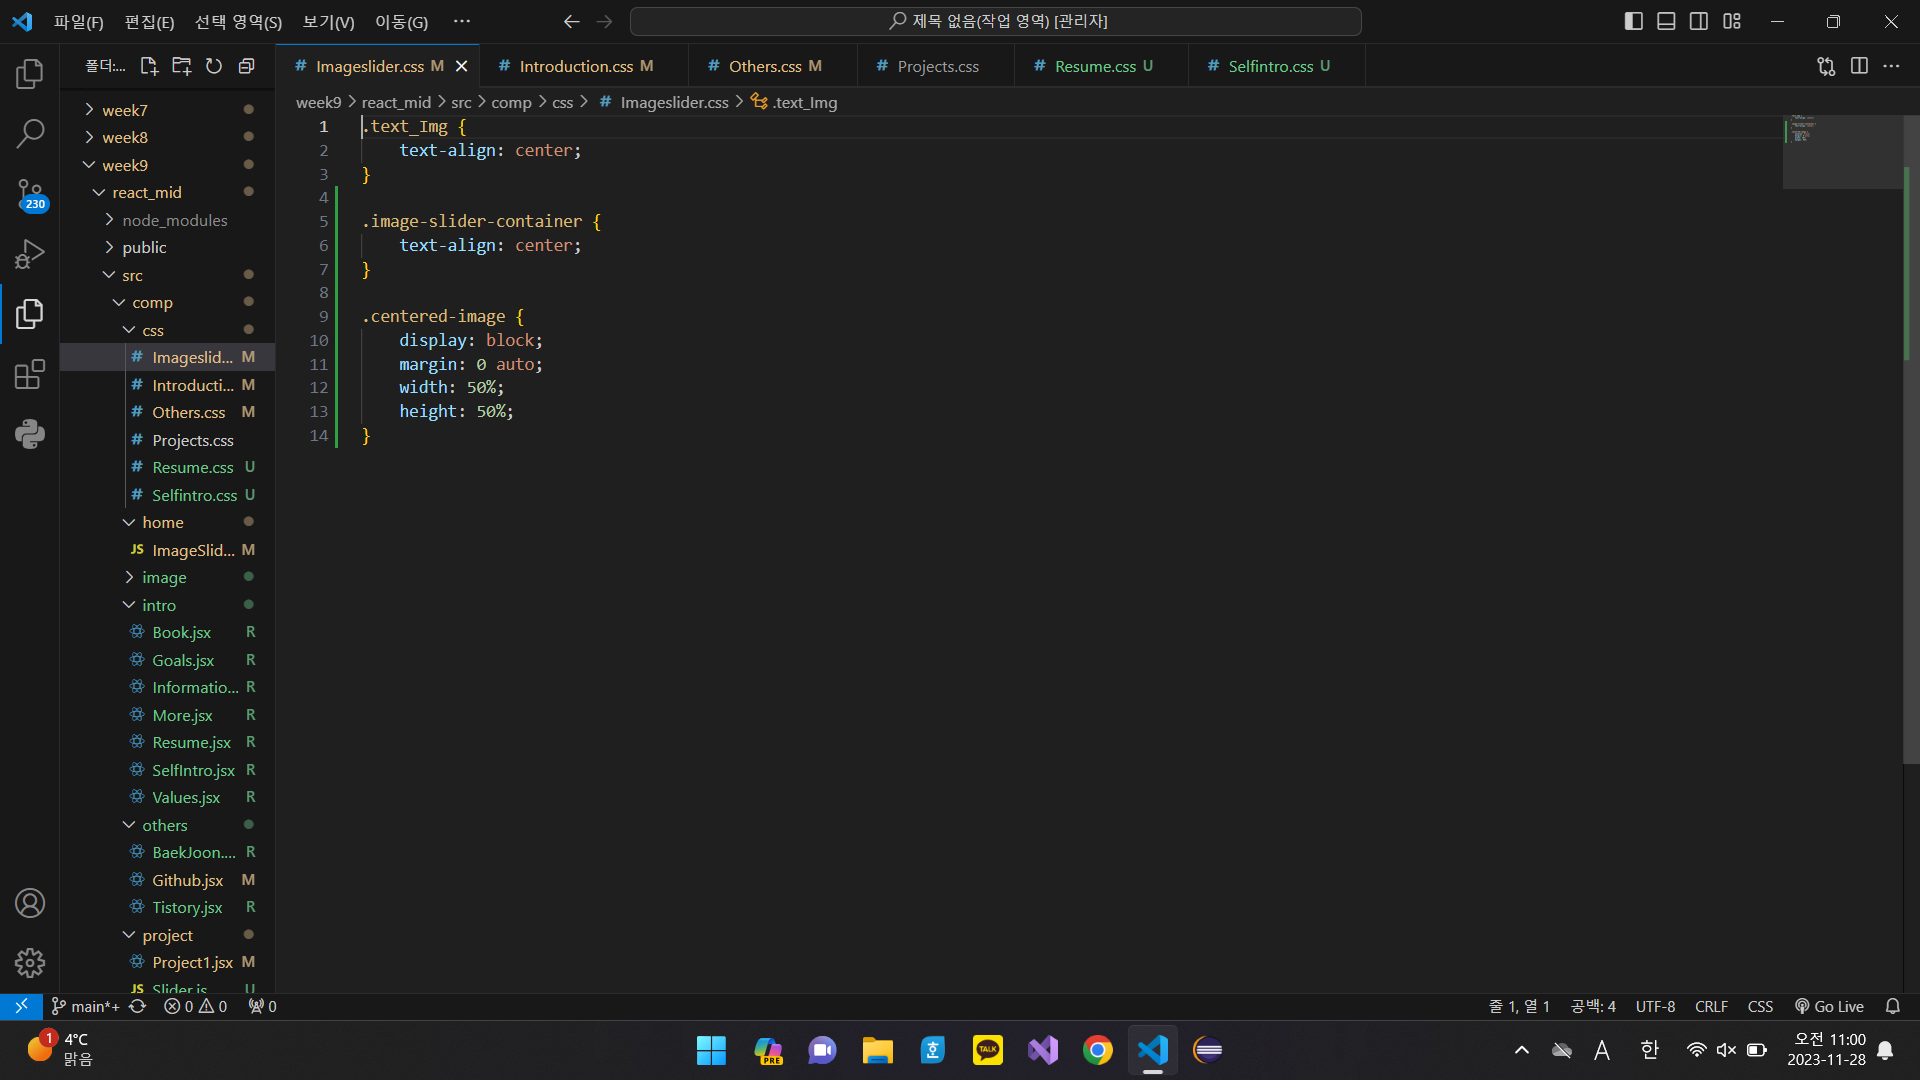 파일(F) 편집(E) 선택 영역(S) 보기(V) 이동(G) ··· 제목 없음(작업 영역) [관리자]
폴더:...
# Imageslider.css M # Introduction.css M # Others.css M # Projects.css # Resume.css U # Selfintro.css U
week9 > react_mid > src > comp > css > # Imageslider.css > .text_Img
week7
week8
week9
react_mid
node_modules
public
src
comp
css
# Imageslid... M
# Introducti... M
# Others.css M
# Projects.css
# Resume.css U
# Selfintro.css U
home
JS ImageSlid... M
image
intro
Book.jsx R
Goals.jsx R
Informatio... R
More.jsx R
Resume.jsx R
SelfIntro.jsx R
Values.jsx R
others
BaekJoon.... R
Github.jsx M
Tistory.jsx R
project
Project1.jsx M
JS Slider.js U
230
1 .text_Img {
2 text-align: center;
3 }
4
5 .image-slider-container {
6 text-align: center;
7 }
8
9 .centered-image {
10 display: block;
11 margin: 0 auto;
12 width: 50%;
13 height: 50%;
14 }
main*+ 0 0 0 줄 1, 열 1 공백: 4 UTF-8 CRLF CSS Go Live
1 4°C
맑음
PRE
TALK
A 한
오전 11:00
2023-11-28